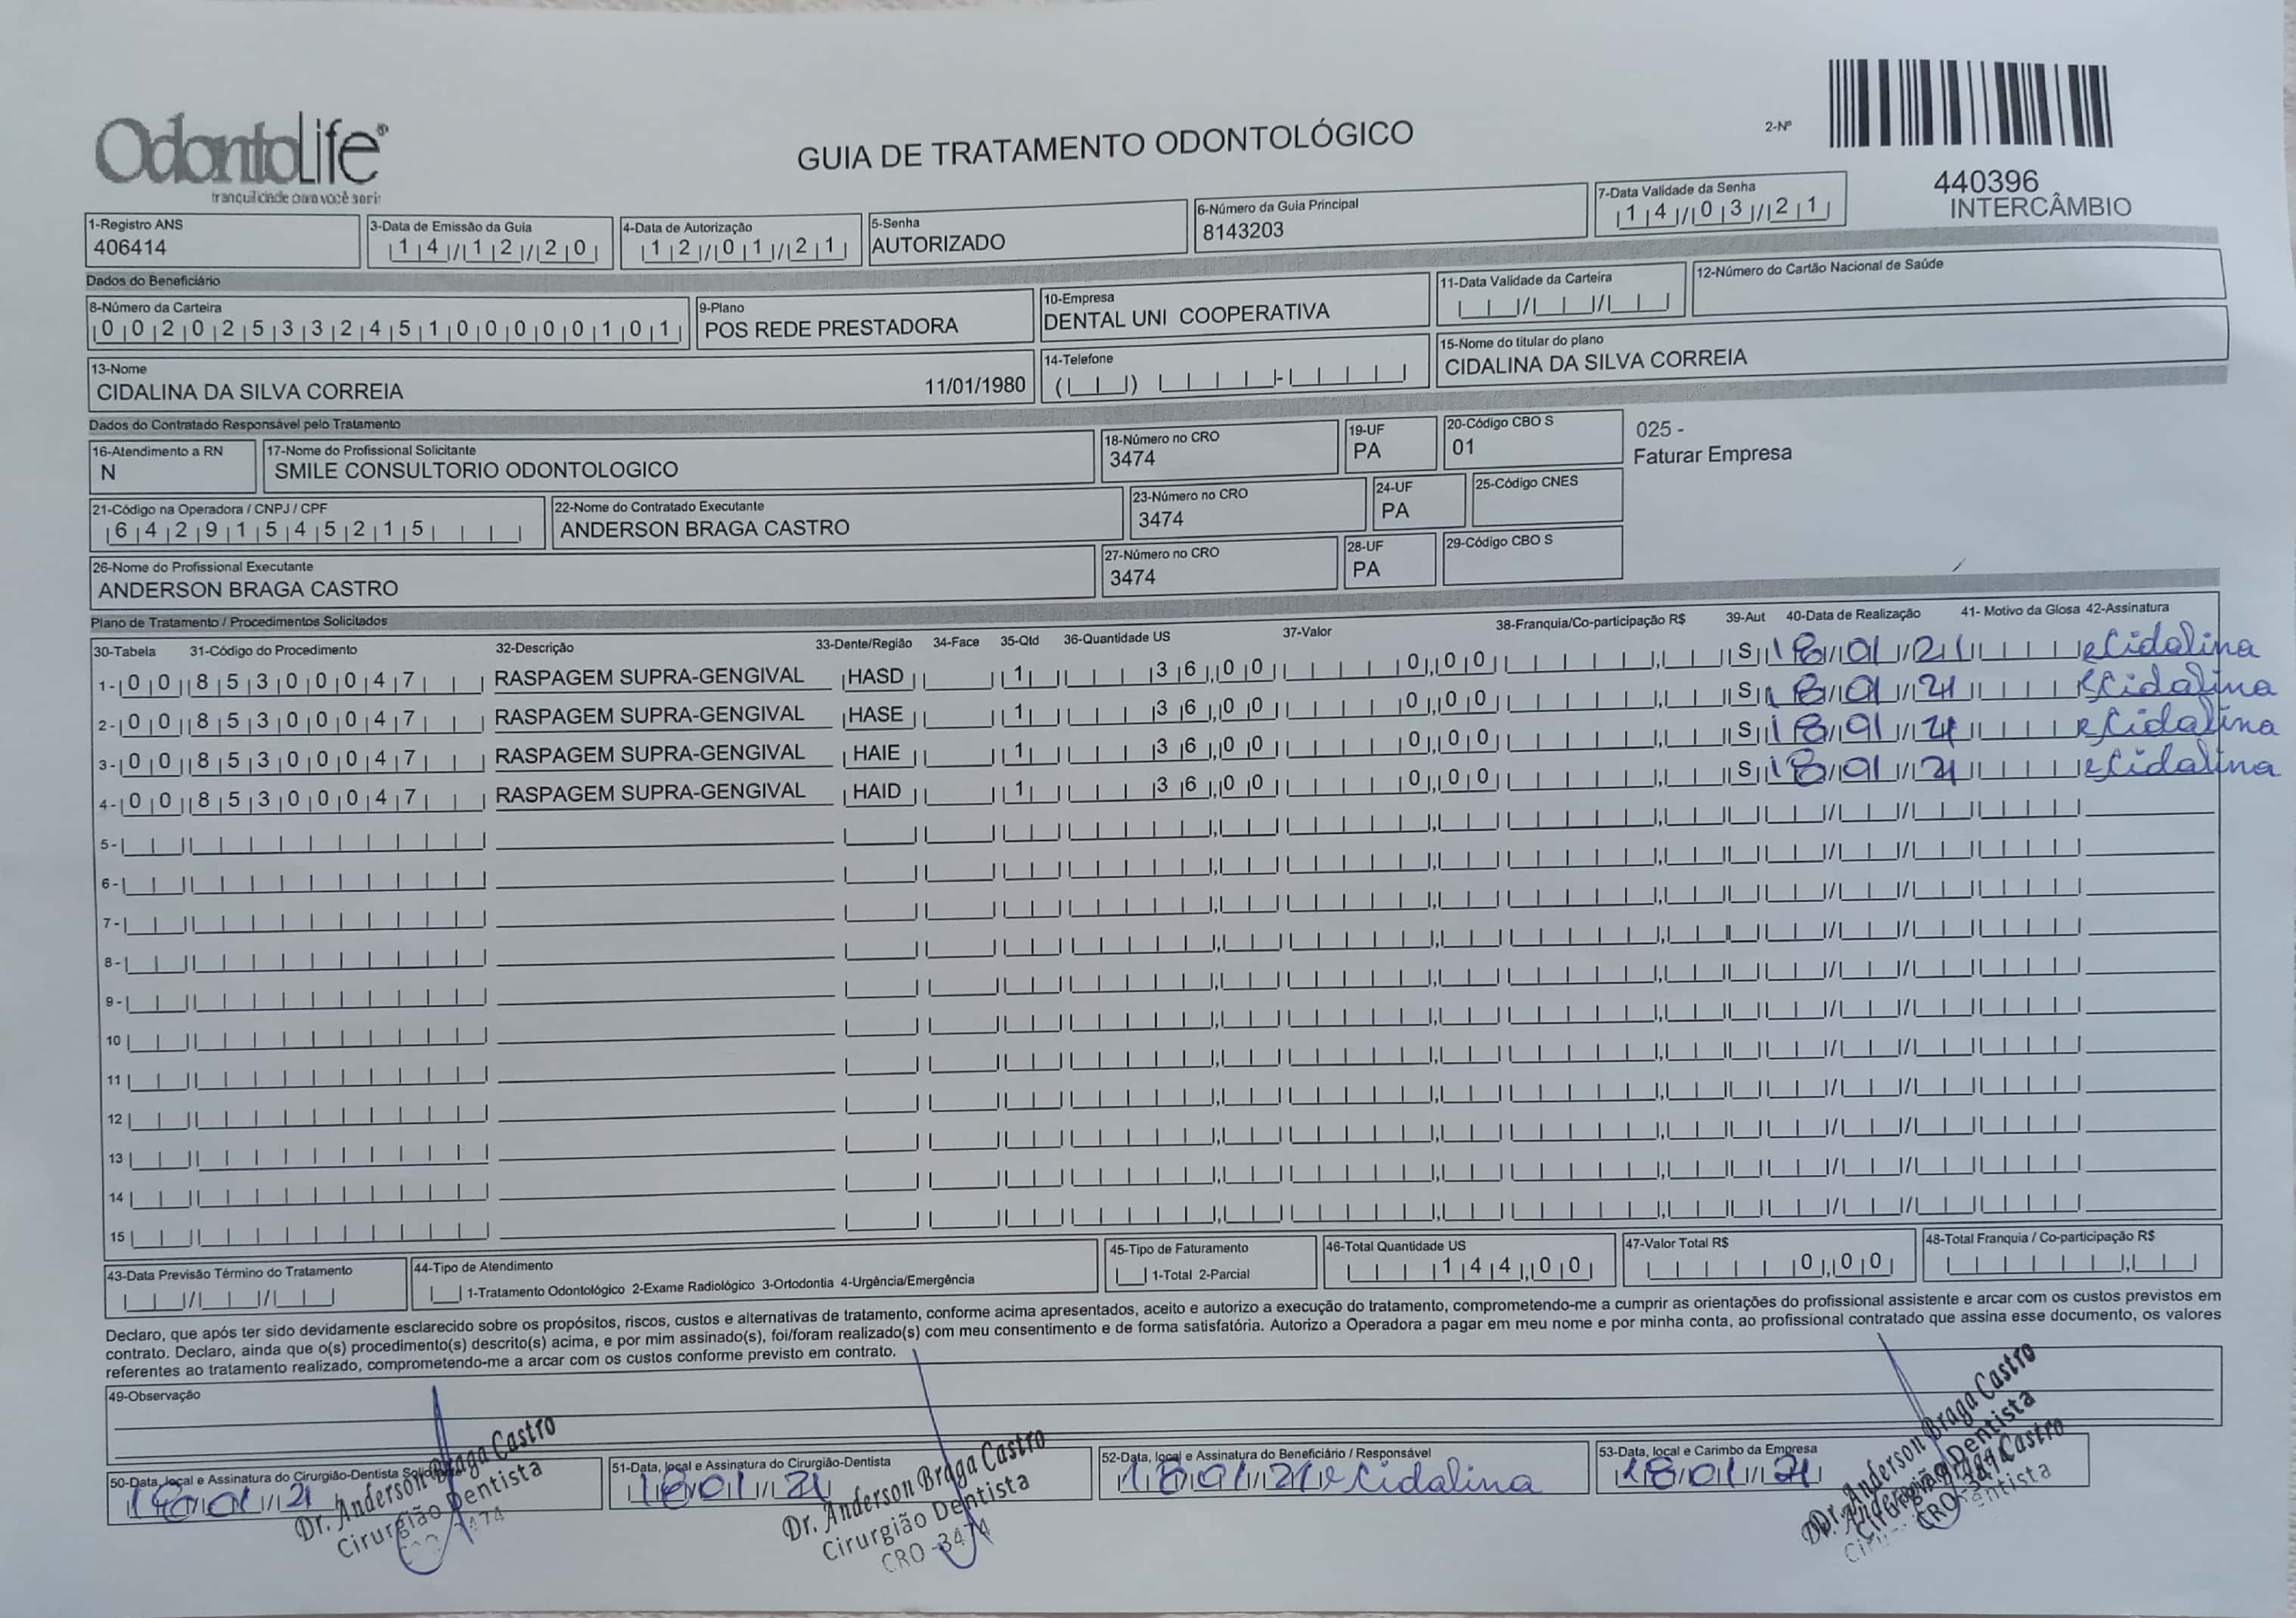 OdontoLife®
tranquilidade para você sorrir
GUIA DE TRATAMENTO ODONTOLÓGICO
2-Nº
440396
INTERCÂMBIO
1-Registro ANS
406414
3-Data de Emissão da Guia
14/12/20
4-Data de Autorização
12/01/21
5-Senha
AUTORIZADO
6-Número da Guia Principal
8143203
7-Data Validade da Senha
14/03/21
Dados do Beneficiário
8-Número da Carteira
00202533245100000101
9-Plano
POS REDE PRESTADORA
10-Empresa
DENTAL UNI COOPERATIVA
11-Data Validade da Carteira
12-Número do Cartão Nacional de Saúde
13-Nome
CIDALINA DA SILVA CORREIA 11/01/1980
14-Telefone
15-Nome do titular do plano
CIDALINA DA SILVA CORREIA
Dados do Contratado Responsável pelo Tratamento
16-Atendimento a RN
N
17-Nome do Profissional Solicitante
SMILE CONSULTORIO ODONTOLOGICO
18-Número no CRO
3474
19-UF
PA
20-Código CBO S
01
025 -
Faturar Empresa
21-Código na Operadora / CNPJ / CPF
64291545215
22-Nome do Contratado Executante
ANDERSON BRAGA CASTRO
23-Número no CRO
3474
24-UF
PA
25-Código CNES
26-Nome do Profissional Executante
ANDERSON BRAGA CASTRO
27-Número no CRO
3474
28-UF
PA
29-Código CBO S
Plano de Tratamento / Procedimentos Solicitados
30-Tabela 31-Código do Procedimento 32-Descrição 33-Dente/Região 34-Face 35-Qtd 36-Quantidade US 37-Valor 38-Franquia/Co-participação R$ 39-Aut 40-Data de Realização 41- Motivo da Glosa 42-Assinatura
1- 00 85300047 RASPAGEM SUPRA-GENGIVAL HASD 1 36,00 0,00 S 18/01/21 Cidalina
2- 00 85300047 RASPAGEM SUPRA-GENGIVAL HASE 1 36,00 0,00 S 18/01/21 Cidalina
3- 00 85300047 RASPAGEM SUPRA-GENGIVAL HAIE 1 36,00 0,00 S 18/01/21 Cidalina
4- 00 85300047 RASPAGEM SUPRA-GENGIVAL HAID 1 36,00 0,00 S 18/01/21 Cidalina
5-
6-
7-
8-
9-
10
11
12
13
14
15
43-Data Previsão Término do Tratamento
44-Tipo de Atendimento
1-Tratamento Odontológico 2-Exame Radiológico 3-Ortodontia 4-Urgência/Emergência
45-Tipo de Faturamento
1-Total 2-Parcial
46-Total Quantidade US
144,00
47-Valor Total R$
0,00
48-Total Franquia / Co-participação R$
Declaro, que após ter sido devidamente esclarecido sobre os propósitos, riscos, custos e alternativas de tratamento, conforme acima apresentados, aceito e autorizo a execução do tratamento, comprometendo-me a cumprir as orientações do profissional assistente e arcar com os custos previstos em
contrato. Declaro, ainda que o(s) procedimento(s) descrito(s) acima, e por mim assinado(s), foi/foram realizado(s) com meu consentimento e de forma satisfatória. Autorizo a Operadora a pagar em meu nome e por minha conta, ao profissional contratado que assina esse documento, os valores
referentes ao tratamento realizado, comprometendo-me a arcar com os custos conforme previsto em contrato.
49-Observação
50-Data, local e Assinatura do Cirurgião-Dentista
18/01/21
Dr. Anderson Braga Castro
Cirurgião Dentista
3474
51-Data, local e Assinatura do Cirurgião-Dentista
18/01/21
Dr. Anderson Braga Castro
Cirurgião Dentista
CRO -3474
52-Data, local e Assinatura do Beneficiário / Responsável
18/01/21 Cidalina
53-Data, local e Carimbo da Empresa
18/01/21
Dr. Anderson Braga Castro